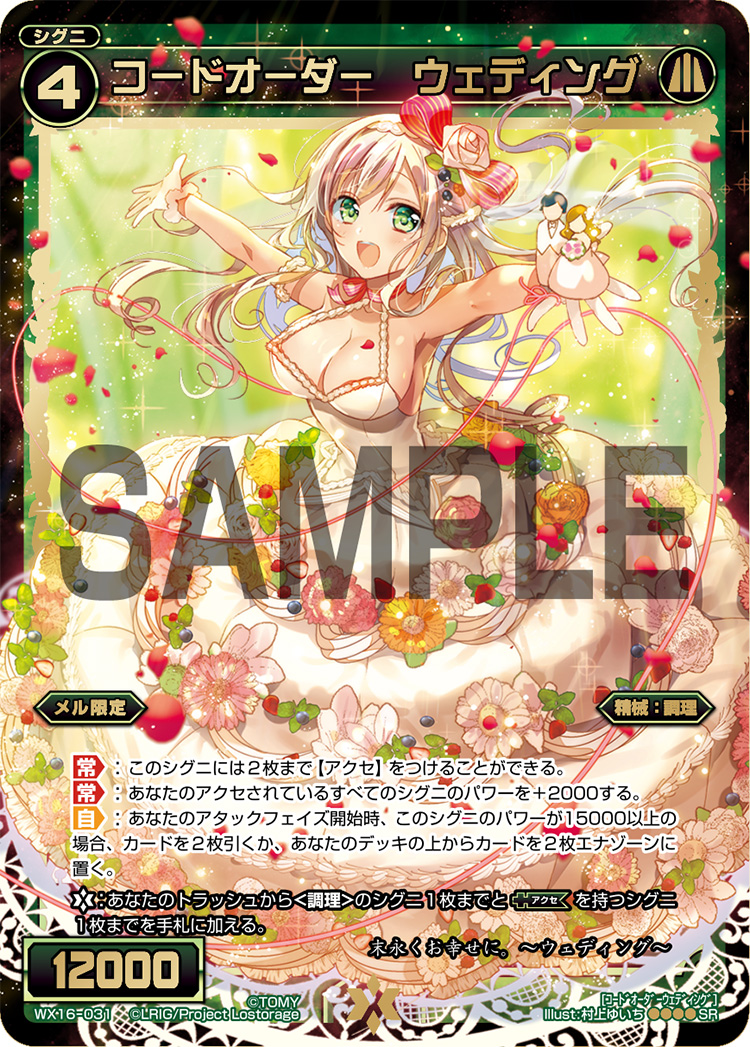 シグニ
4
コードオーダー　ウェディング
SAMPLE
メル限定
精械：調理
常：このシグニには２枚まで【アクセ】をつけることができる。
常：あなたのアクセされているすべてのシグニのパワーを＋2000する。
自：あなたのアタックフェイズ開始時、このシグニのパワーが15000以上の
場合、カードを２枚引くか、あなたのデッキの上からカードを２枚エナゾーンに
置く。
：あなたのトラッシュから<調理>のシグニ１枚までと アクセ を持つシグニ
１枚までを手札に加える。
末永くお幸せに。～ウェディング～
12000
©TOMY
[コードオーダーウェディング]
WX-16-031 ©LRIG/Project Lostorage
Illust:村上ゆいち SR